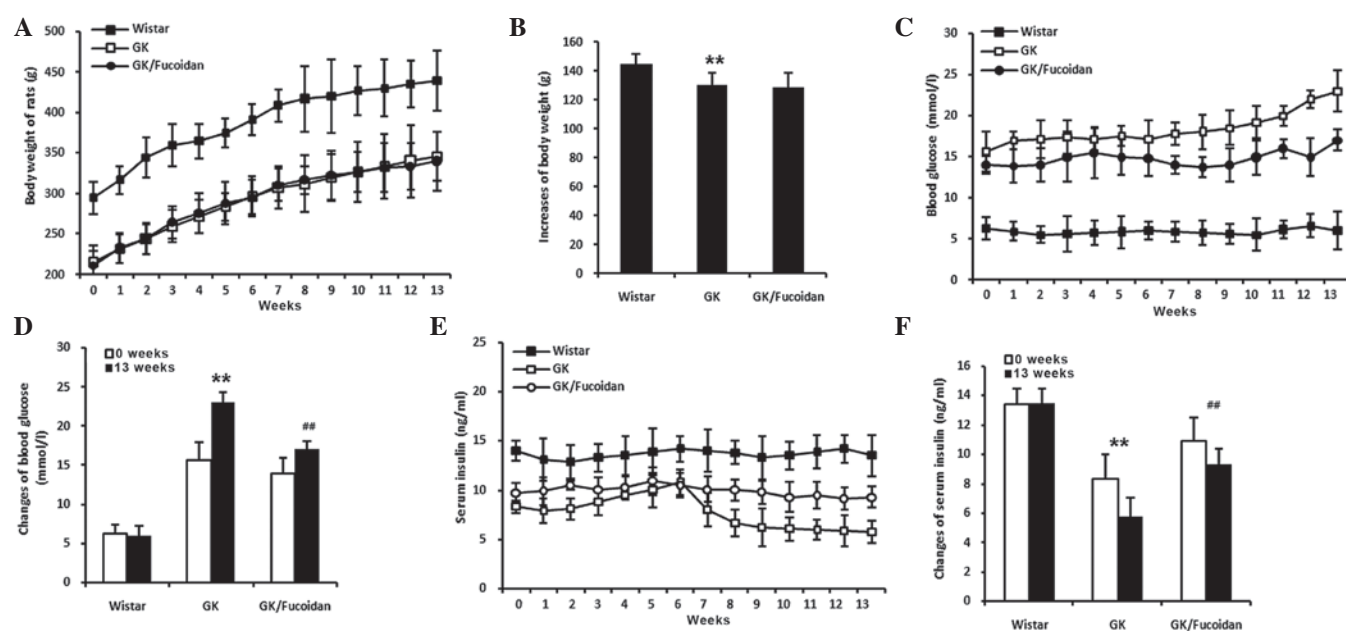 A
Wistar
GK
GK/Fucoidan
Body weight of rats (g)
500
450
400
350
300
250
200
0 1 2 3 4 5 6 7 8 9 10 11 12 13
Weeks
B
Increases of body weight (g)
160
140
120
100
80
60
40
20
0
**
Wistar GK GK/Fucoidan
C
Wistar
GK
GK/Fucoidan
Blood glucose (mmol/l)
30
25
20
15
10
5
0
0 1 2 3 4 5 6 7 8 9 10 11 12 13
Weeks
D
0 weeks
13 weeks
Changes of blood glucose
(mmol/l)
30
25
20
15
10
5
0
**
##
Wistar GK GK/Fucoidan
E
Wistar
GK
GK/Fucoidan
Serum insulin (ng/ml)
25
20
15
10
5
0
0 1 2 3 4 5 6 7 8 9 10 11 12 13
Weeks
F
0 weeks
13 weeks
Changes of serum insulin (ng/ml)
16
14
12
10
8
6
4
2
0
**
##
Wistar GK GK/Fucoidan